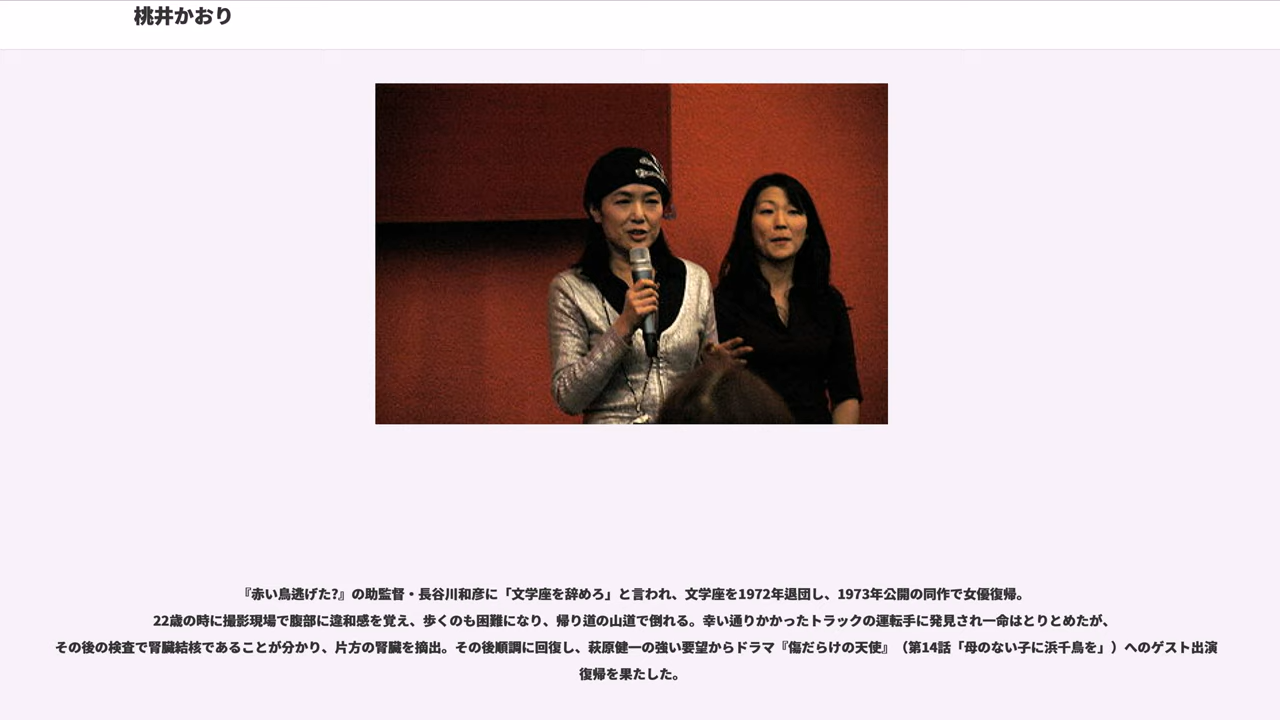 桃井かおり
『赤い鳥逃げた?』の助監督・長谷川和彦に「文学座を辞めろ」と言われ、文学座を1972年退団し、1973年公開の同作で女優復帰。
22歳の時に撮影現場で腹部に違和感を覚え、歩くのも困難になり、帰り道の山道で倒れる。幸い通りかかったトラックの運転手に発見され一命はとりとめたが、
その後の検査で腎臓結核であることが分かり、片方の腎臓を摘出。その後順調に回復し、萩原健一の強い要望からドラマ『傷だらけの天使』（第14話「母のない子に浜千鳥を」）へのゲスト出演
復帰を果たした。